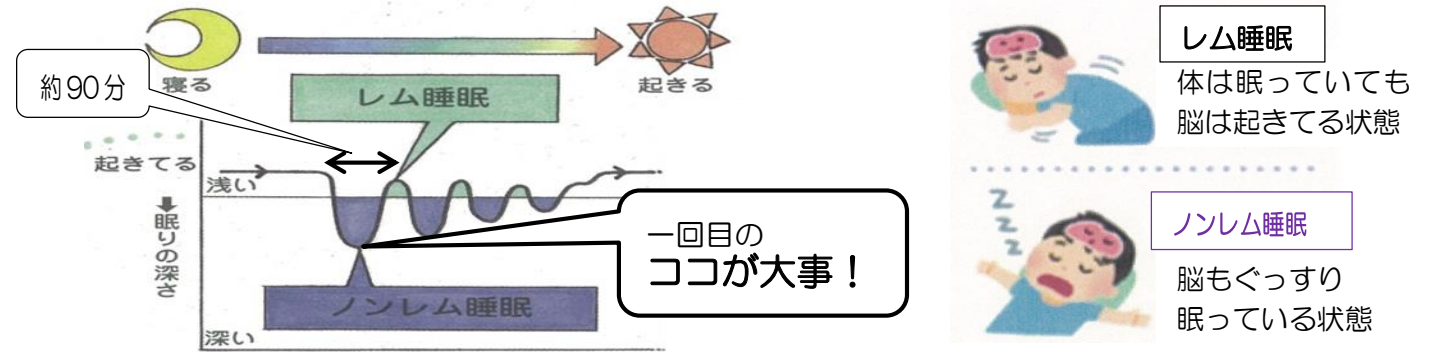 寝る
起きる
約90分
レム睡眠
起きてる
浅い
➡眠りの深さ
一回目の
ココが大事！
ノンレム睡眠
深い
レム睡眠
体は眠っていても
脳は起きてる状態
z
z
z
ノンレム睡眠
脳もぐっすり
眠っている状態